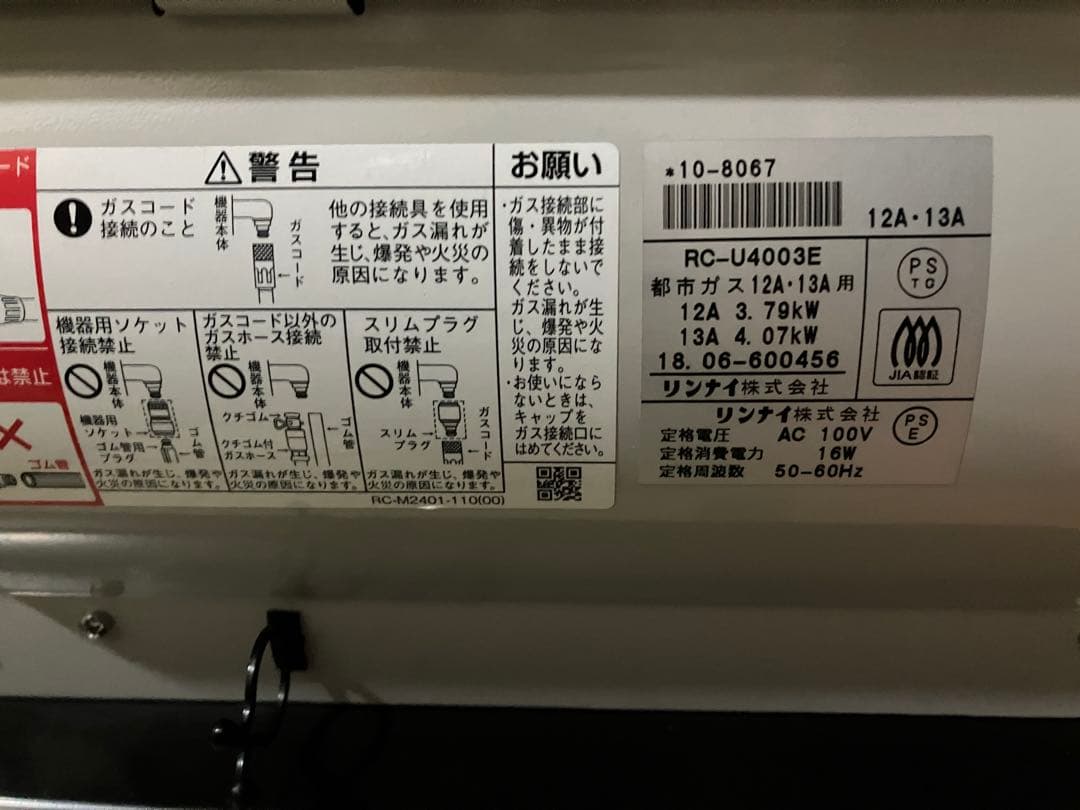 ード
は禁止
ゴム管
警告
ガスコード
接続のこと
機器本体
ガスコード
他の接続具を使用
すると、ガス漏れが
生じ、爆発や火災の
原因になります。
機器用ソケット
接続禁止
機器本体
機器用
ソケット
ゴム管用
プラグ
ゴム管
ガス漏れが生じ、爆発や
火災の原因になります。
ガスコード以外の
ガスホース接続
禁止
機器本体
クチゴム
クチゴム付
ガスホース
ゴム管
ガス漏れが生じ、爆発や
火災の原因になります。
スリムプラグ
取付禁止
機器本体
スリム
プラグ
ガスコード
ガス漏れが生じ、爆発や
火災の原因になります。
RC-M2401-110(00)
お願い
・ガス接続部に
傷・異物が付
着したまま接
続をしないで
ください。
ガス漏れが生
じ、爆発や火
災の原因にな
ります。
・お使いになら
ないときは、
キャップを
ガス接続口に
はめてください。
*10-8067
12A・13A
RC-U4003E
都市ガス12A・13A用
12A 3.79kW
13A 4.07kW
18.06-600456
リンナイ株式会社
PS
TG
JIA認証
リンナイ株式会社
定格電圧 AC 100V
定格消費電力 16W
定格周波数 50-60Hz
PS
E